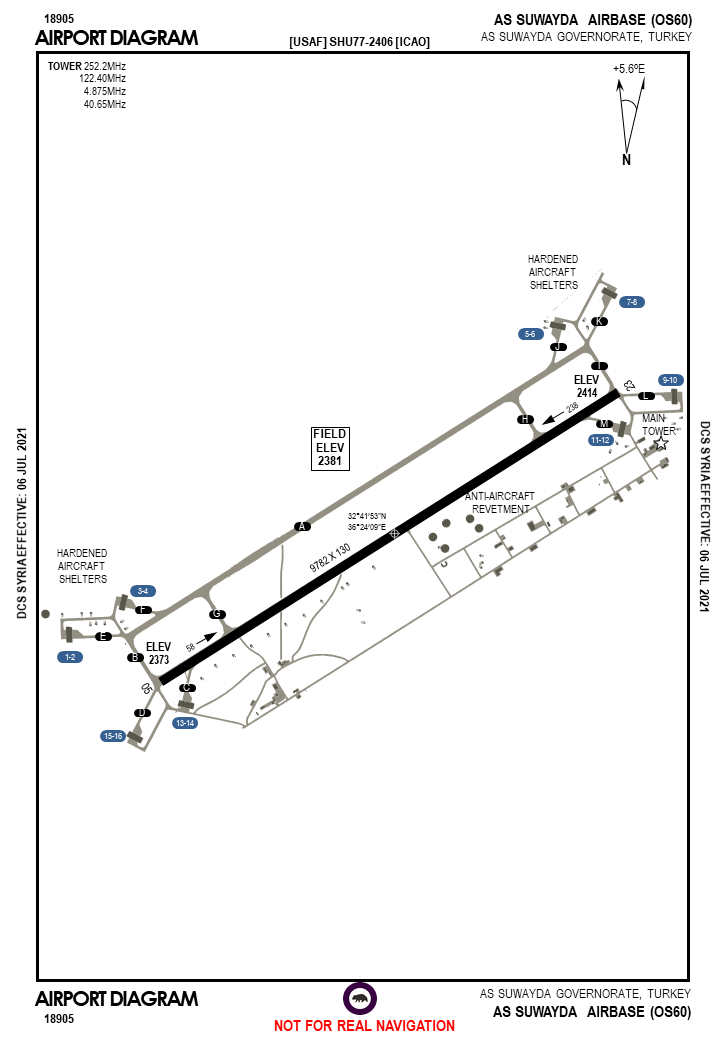 18905
AIRPORT DIAGRAM
[USAF] SHU77-2406 [ICAO]
AS SUWAYDA AIRBASE (OS60)
AS SUWAYDA GOVERNORATE, TURKEY
TOWER 252.2MHz
122.40MHz
4.875MHz
40.65MHz
+5.6ºE
N
HARDENED
AIRCRAFT
SHELTERS
7-8
5-6
K
J
I
ELEV
2414
23
9-10
L
238
H
M
MAIN
TOWER
11-12
FIELD
ELEV
2381
ANTI-AIRCRAFT
REVETMENT
32°41'53"N
36°24'09"E
A
9782 X 130
HARDENED
AIRCRAFT
SHELTERS
3-4
F
G
E
1-2
B
ELEV
2373
58
05
C
D
13-14
15-16
DCS SYRIA EFFECTIVE: 06 JUL 2021
DCS SYRIA EFFECTIVE: 06 JUL 2021
AIRPORT DIAGRAM
18905
NOT FOR REAL NAVIGATION
AS SUWAYDA GOVERNORATE, TURKEY
AS SUWAYDA AIRBASE (OS60)